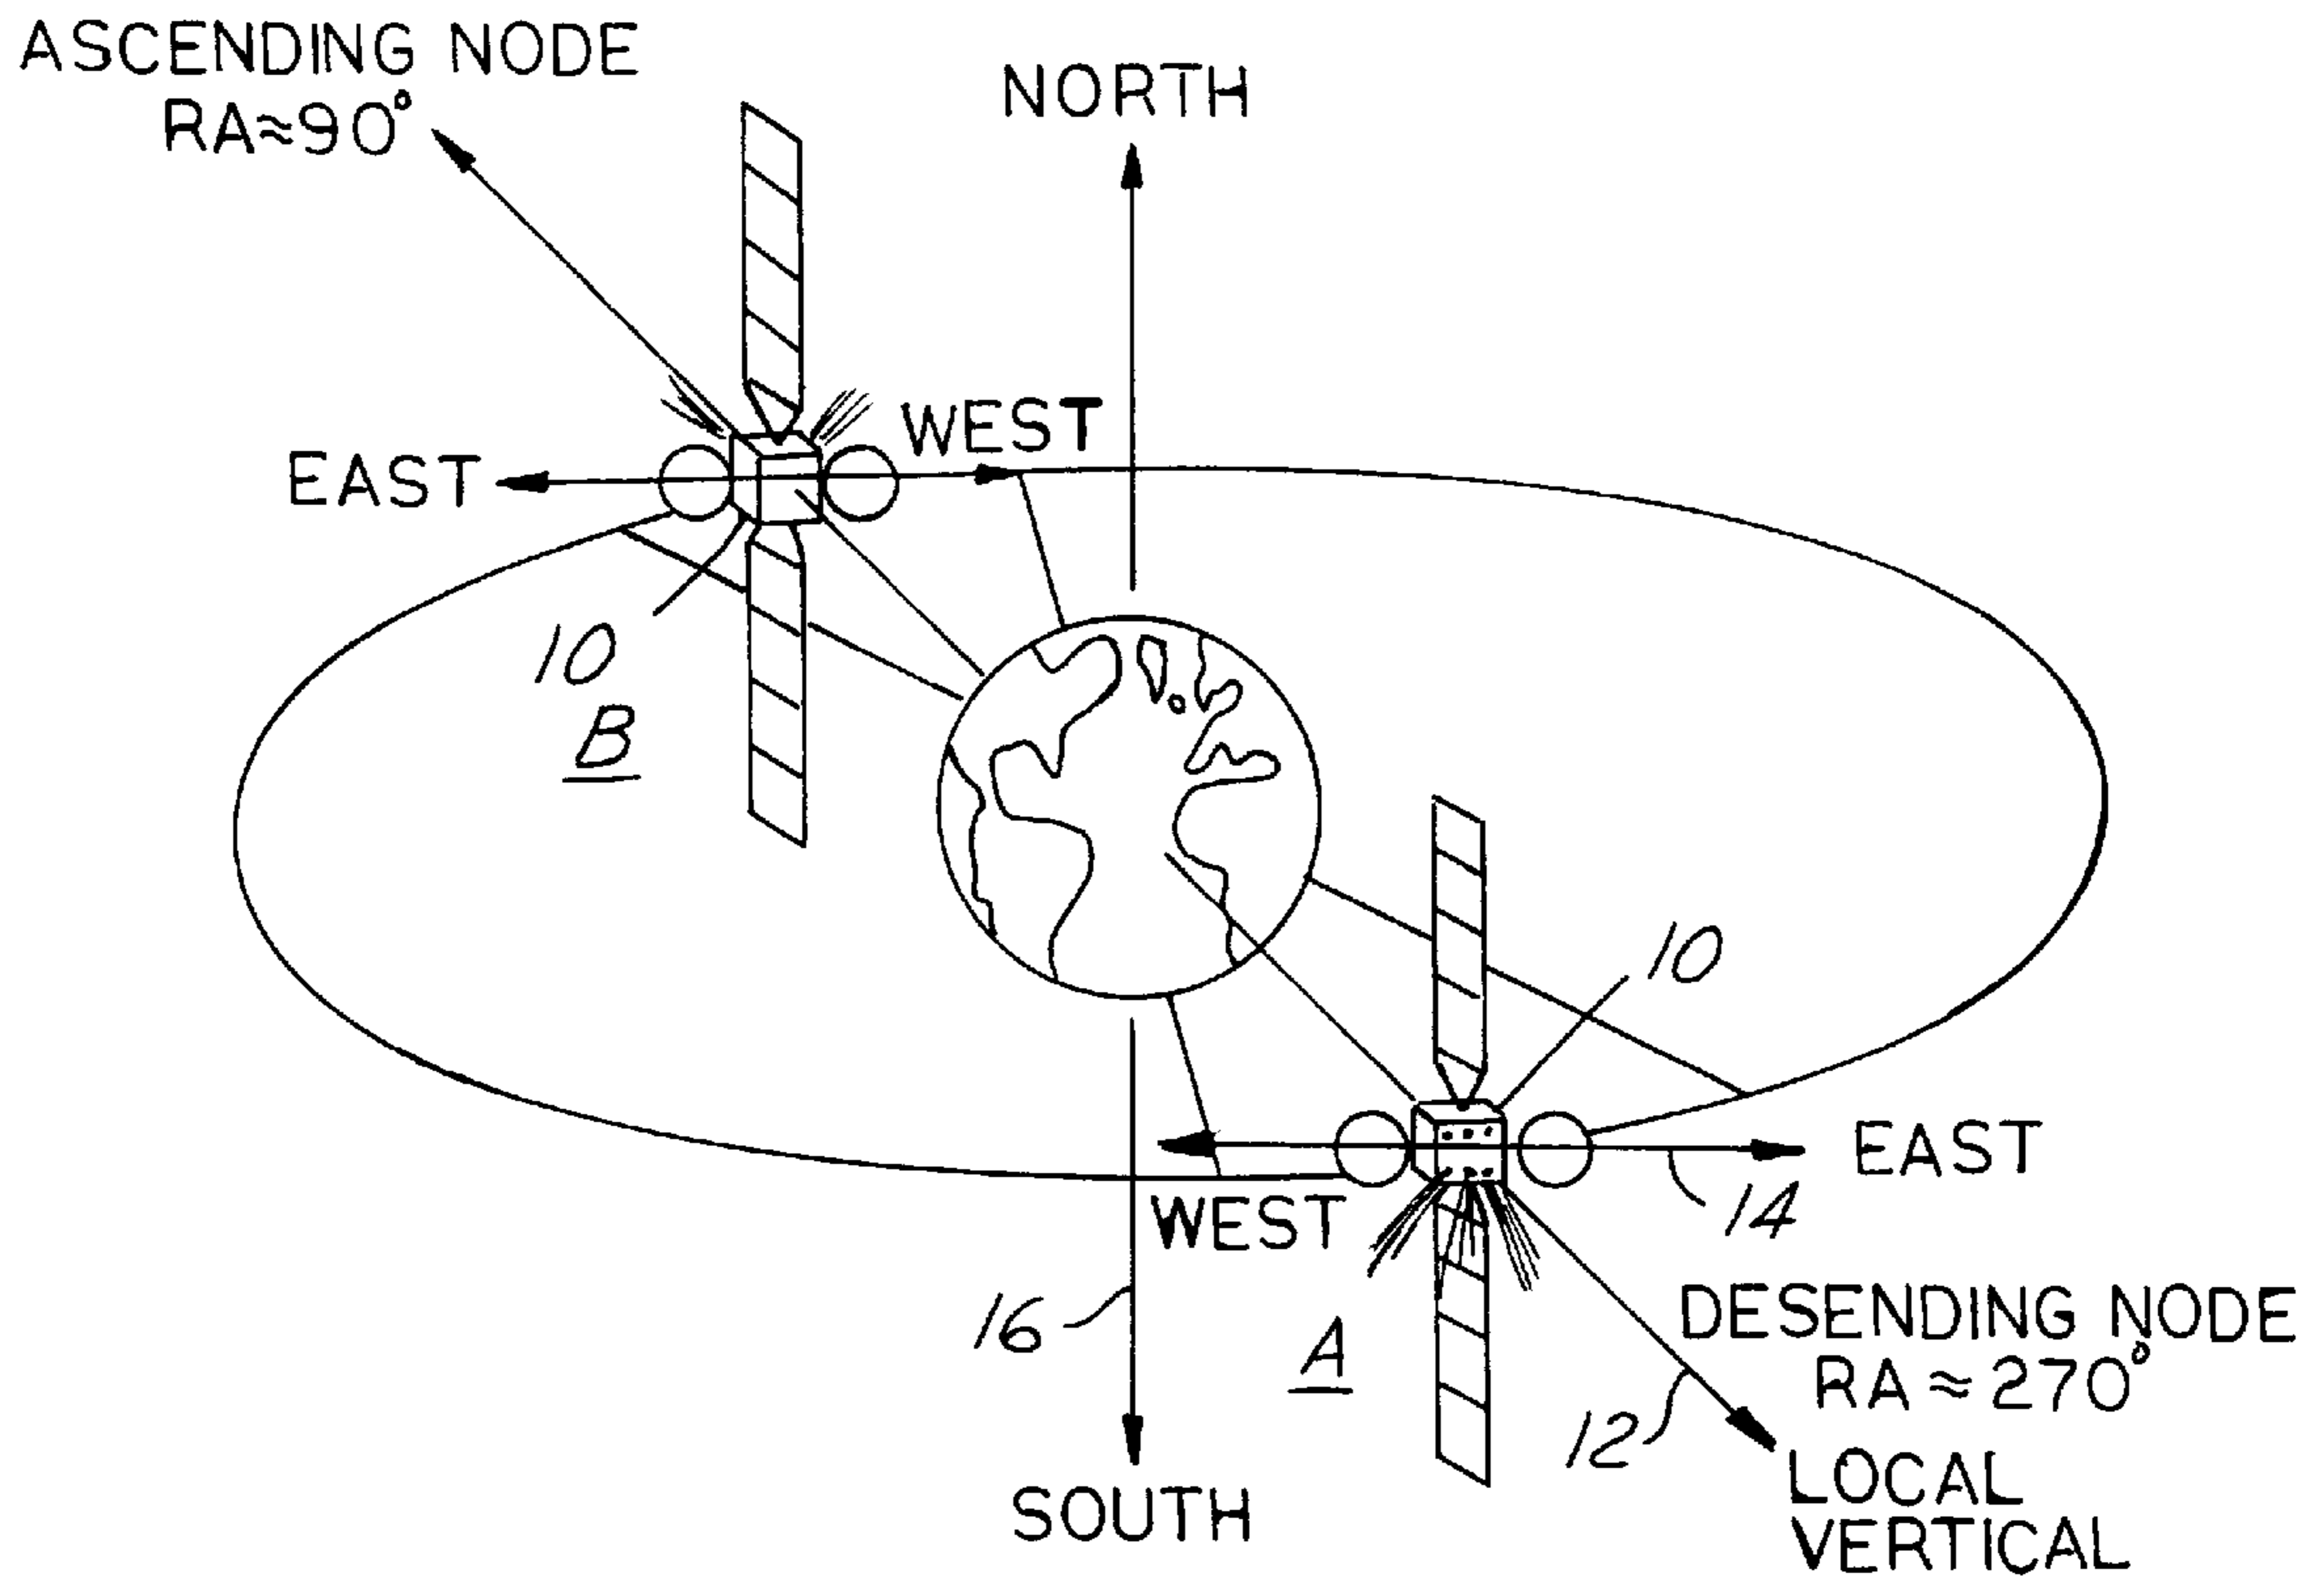 ASCENDING NODE
RA≈90°
NORTH
WEST
EAST
10
B
10
EAST
14
WEST
16
A
DESENDING NODE
RA≈270°
12
LOCAL
VERTICAL
SOUTH